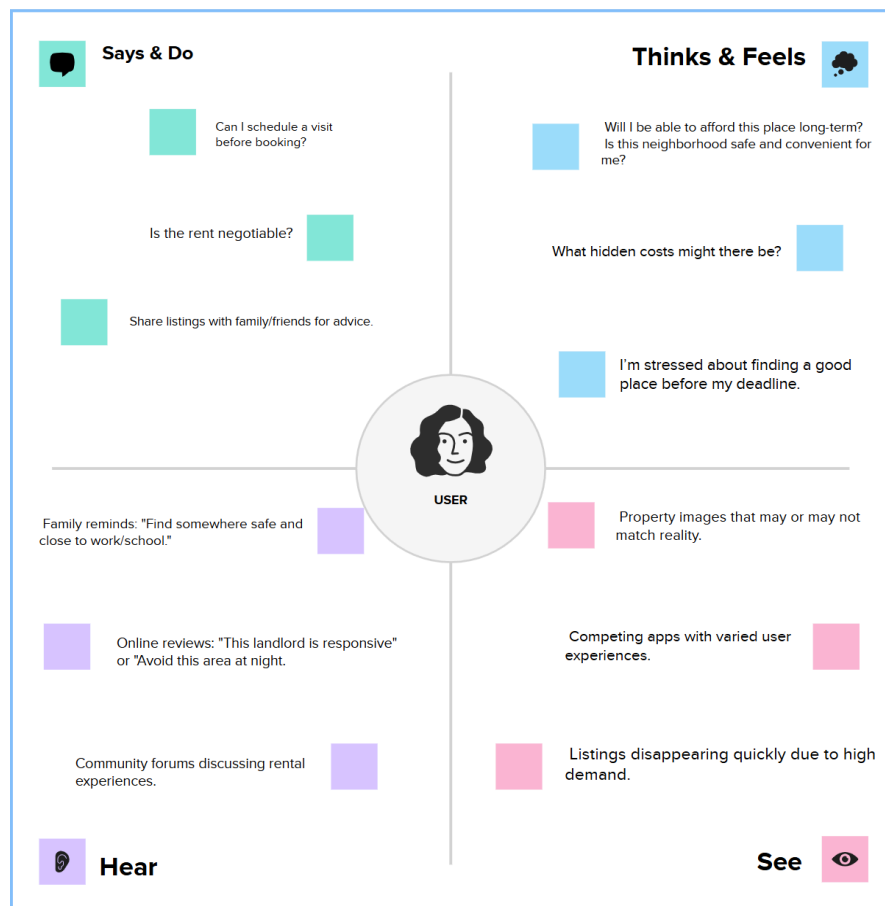 Says & Do
Can I schedule a visit
before booking?
Is the rent negotiable?
Share listings with family/friends for advice.
Thinks & Feels
Will I be able to afford this place long-term?
Is this neighborhood safe and convenient for
me?
What hidden costs might there be?
I'm stressed about finding a good
place before my deadline.
USER
Family reminds: "Find somewhere safe and
close to work/school."
Online reviews: "This landlord is responsive"
or "Avoid this area at night.
Community forums discussing rental
experiences.
Hear
Property images that may or may not
match reality.
Competing apps with varied user
experiences.
Listings disappearing quickly due to high
demand.
See